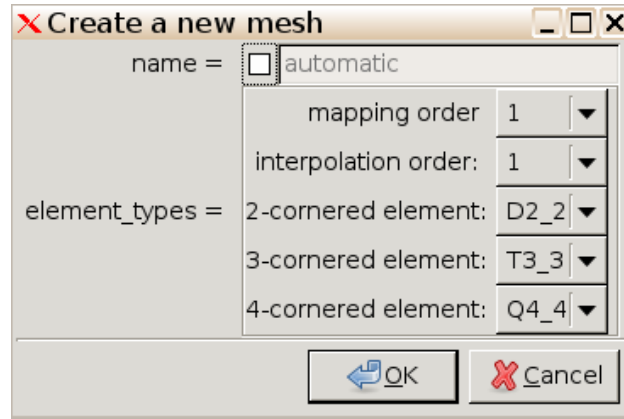 Create a new mesh
name = automatic
mapping order 1
interpolation order: 1
element_types = 2-cornered element: D2_2
3-cornered element: T3_3
4-cornered element: Q4_4
OK Cancel